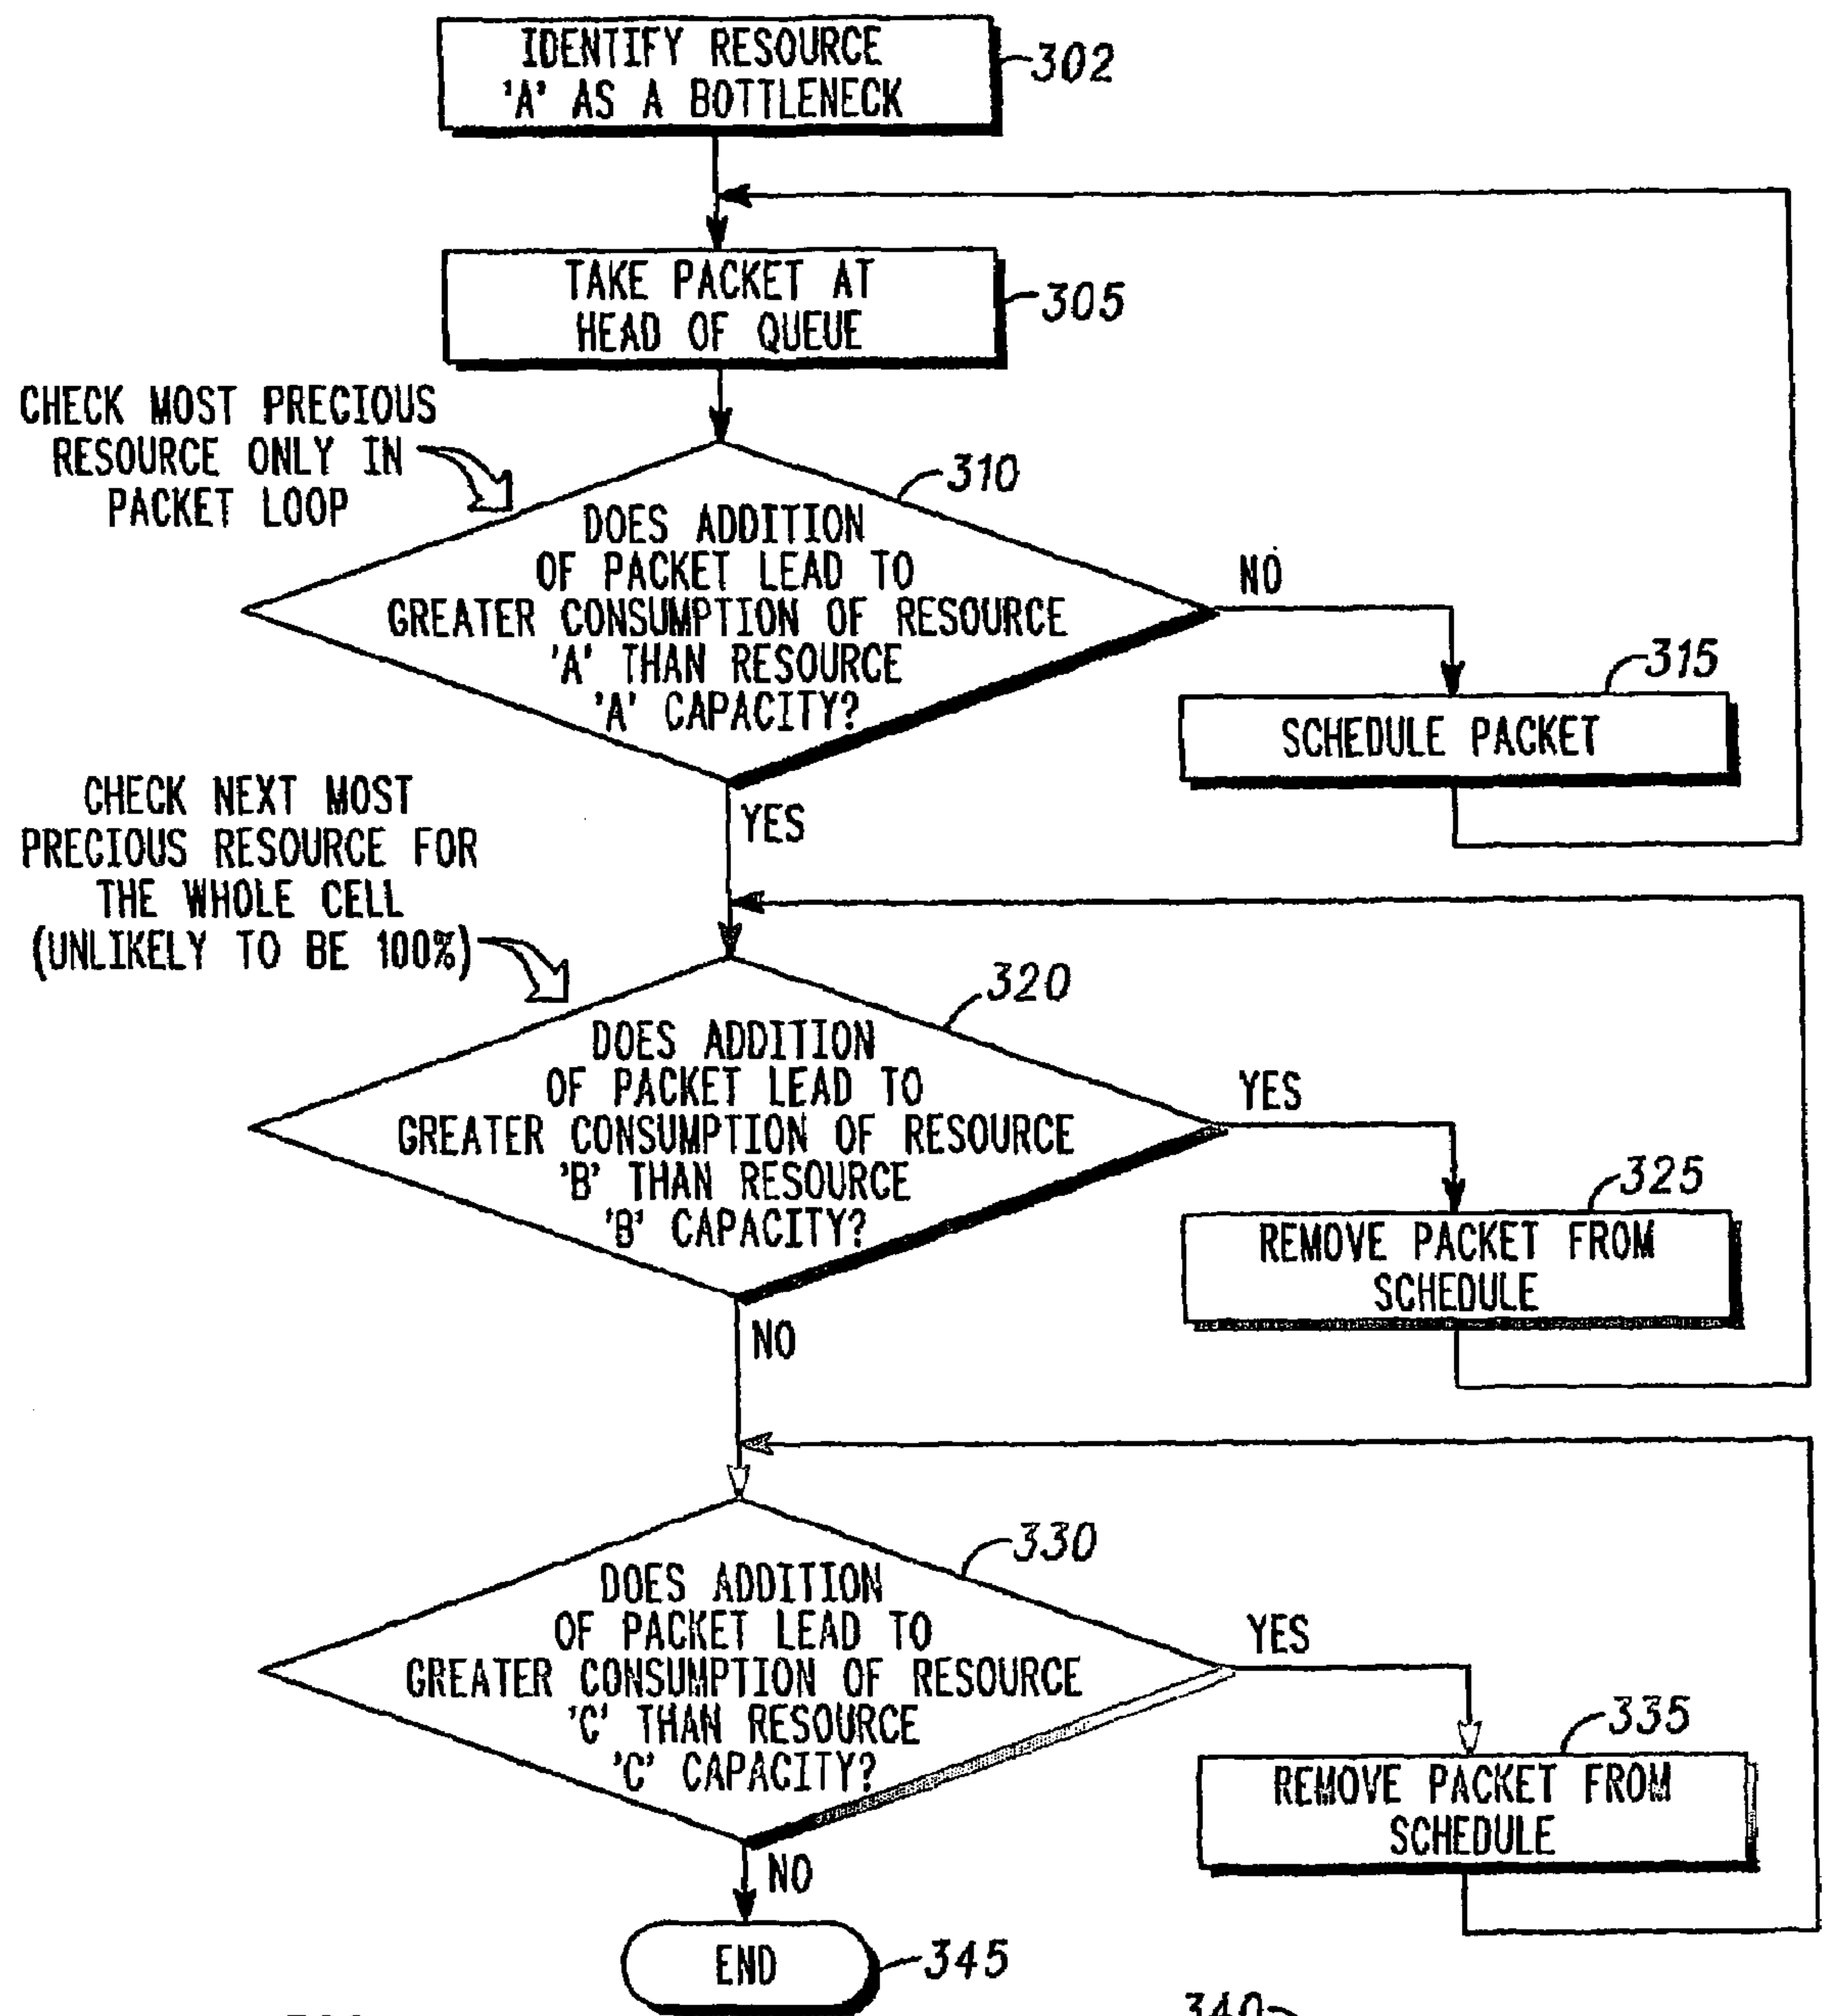 IDENTIFY RESOURCE
'A' AS A BOTTLENECK
302
TAKE PACKET AT
HEAD OF QUEUE
305
CHECK MOST PRECIOUS
RESOURCE ONLY IN
PACKET LOOP
310
DOES ADDITION
OF PACKET LEAD TO
GREATER CONSUMPTION OF RESOURCE
'A' THAN RESOURCE
'A' CAPACITY?
NO
315
SCHEDULE PACKET
YES
CHECK NEXT MOST
PRECIOUS RESOURCE FOR
THE WHOLE CELL
(UNLIKELY TO BE 100%)
320
DOES ADDITION
OF PACKET LEAD TO
GREATER CONSUMPTION OF RESOURCE
'B' THAN RESOURCE
'B' CAPACITY?
YES
325
REMOVE PACKET FROM
SCHEDULE
NO
330
DOES ADDITION
OF PACKET LEAD TO
GREATER CONSUMPTION OF RESOURCE
'C' THAN RESOURCE
'C' CAPACITY?
YES
335
REMOVE PACKET FROM
SCHEDULE
NO
END
345
340